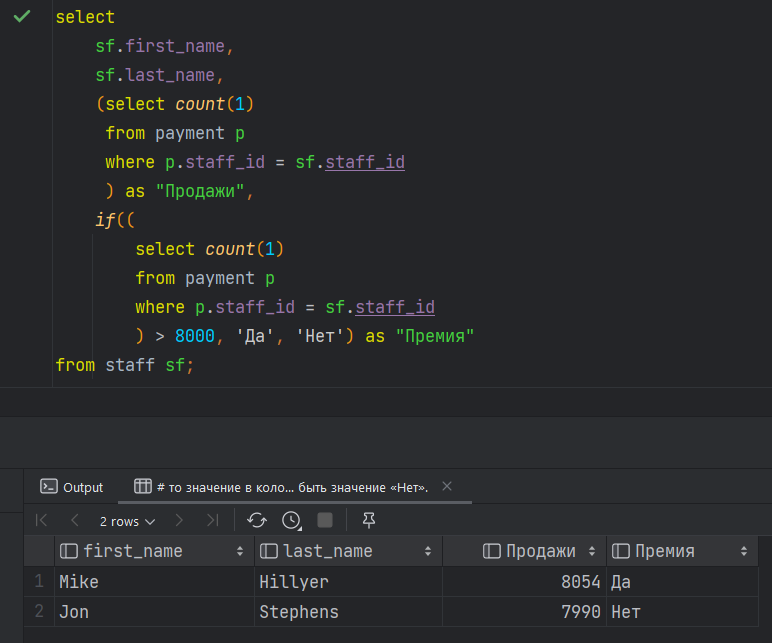 select
sf.first_name,
sf.last_name,
(select count(1)
from payment p
where p.staff_id = sf.staff_id
) as "Продажи",
if((
select count(1)
from payment p
where p.staff_id = sf.staff_id
) > 8000, 'Да', 'Нет') as "Премия"
from staff sf;
Output # то значение в коло... быть значение «Нет».
2 rows
first_name last_name Продажи Премия
1 Mike Hillyer 8054 Да
2 Jon Stephens 7990 Нет